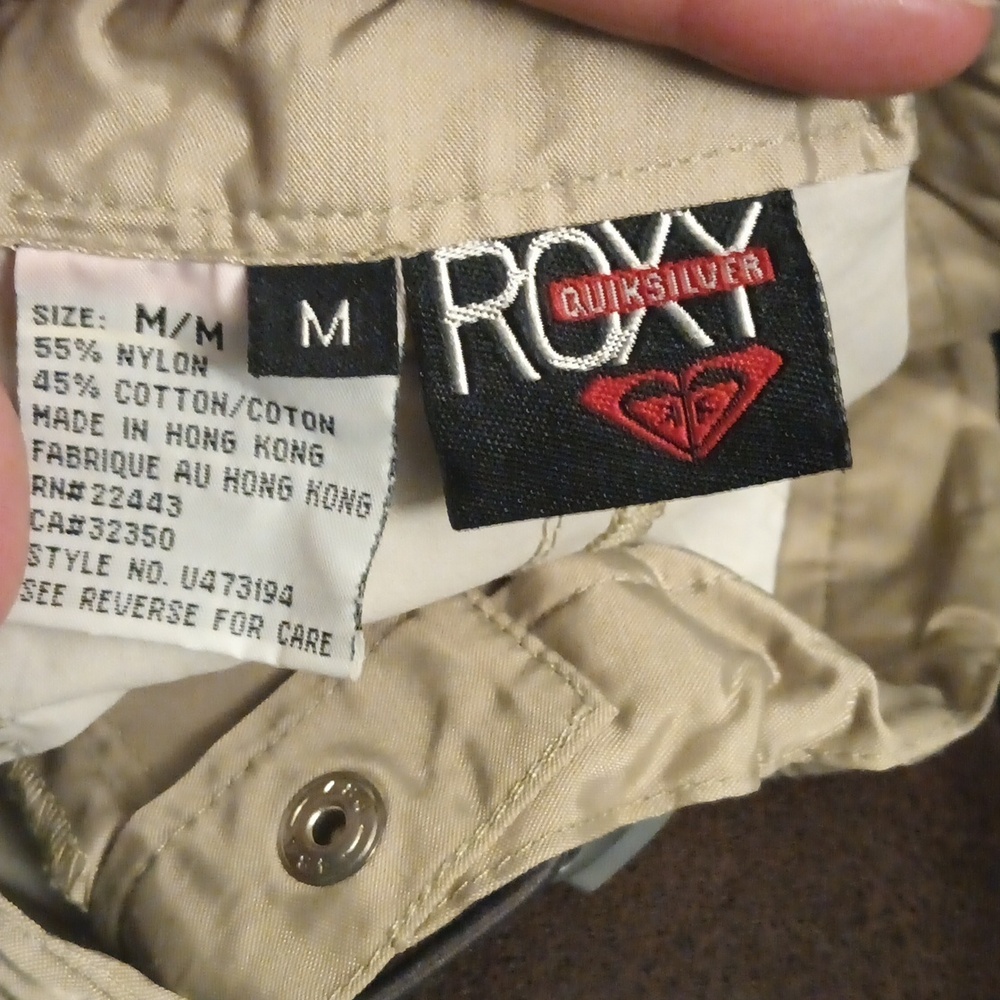 SIZE: M/M
55% NYLON
45% COTTON/COTON
MADE IN HONG KONG
FABRIQUE AU HONG KONG
RN#22443
CA#32350
STYLE NO. U473194
SEE REVERSE FOR CARE
M
ROXY
QUIKSILVER